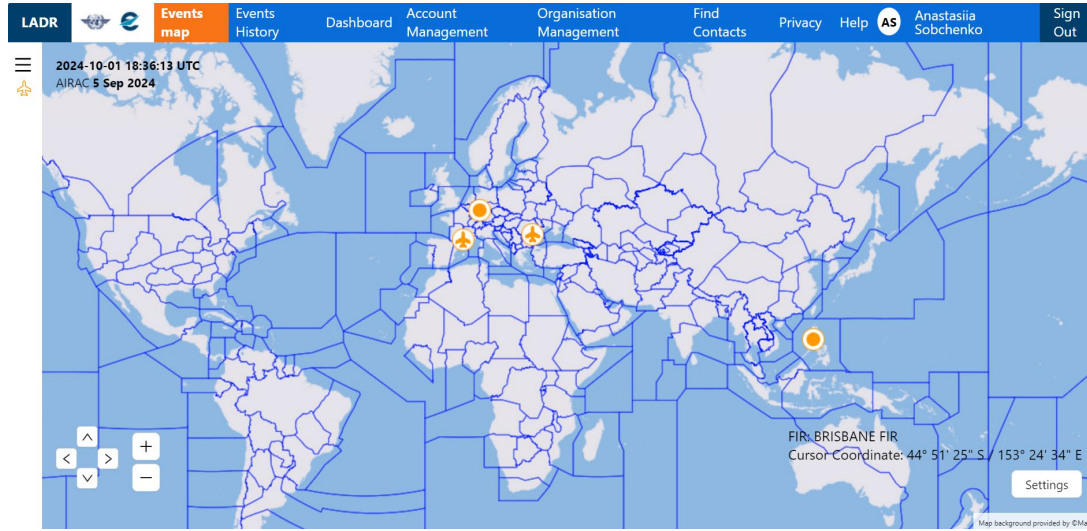 LADR
Events
map
Events
History
Dashboard
Account
Management
Organisation
Management
Find
Contacts
Privacy
Help
AS
Anastasiia
Sobchenko
Sign
Out
2024-10-01 18:36:13 UTC
AIRAC 5 Sep 2024
FIR: BRISBANE FIR
Cursor Coordinate: 44° 51' 25" S / 153° 24' 34" E
Settings
Map background provided by ©Ma